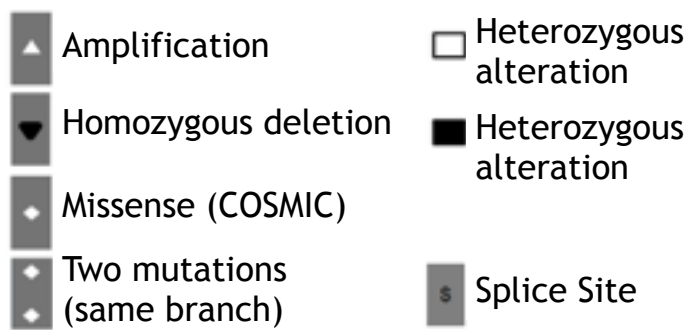 Amplification
Homozygous deletion
Missense (COSMIC)
Two mutations
(same branch)
Heterozygous
alteration
Heterozygous
alteration
$ Splice Site